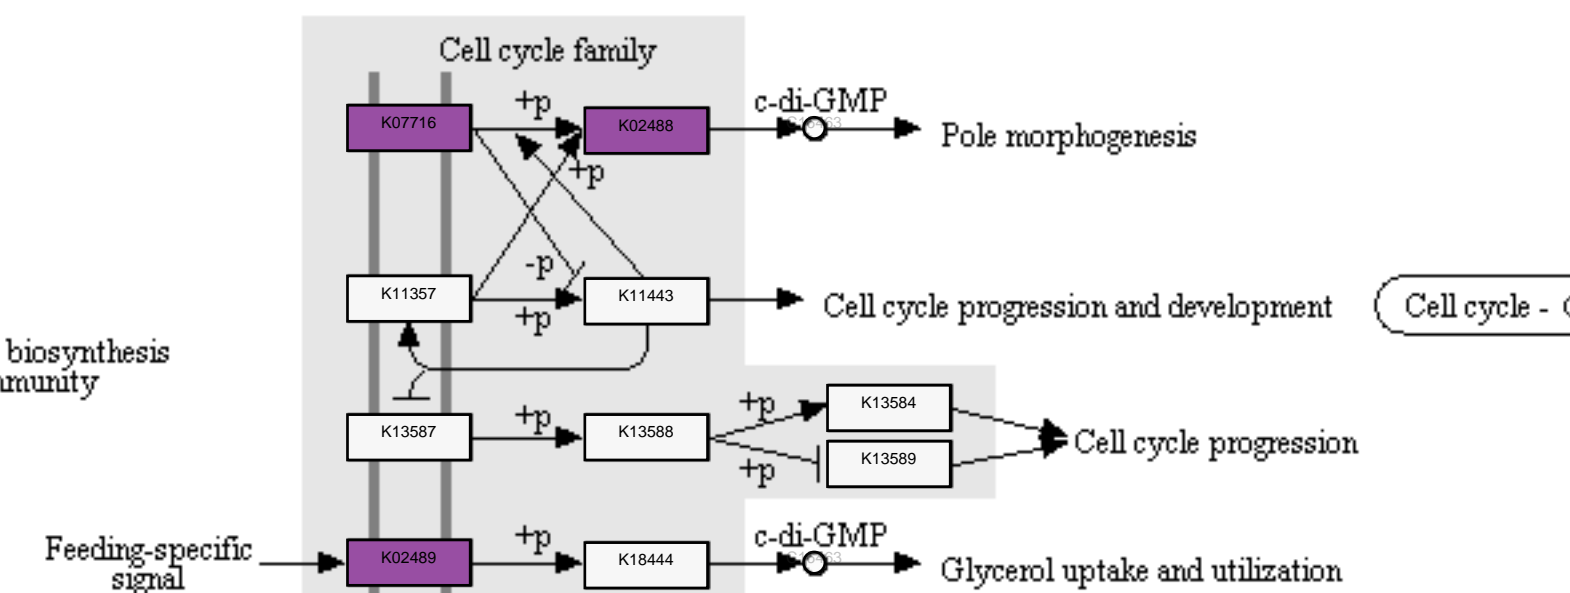 Cell cycle family
K07716
+p
K02488
c-di-GMP
Pole morphogenesis
+p
K11357
-p
+p
K11443
Cell cycle progression and development
Cell cycle -
biosynthesis
K13587
+p
K13588
+p
+p
K13584
K13589
Cell cycle progression
Feeding-specific
signal
K02489
+p
K18444
c-di-GMP
Glycerol uptake and utilization